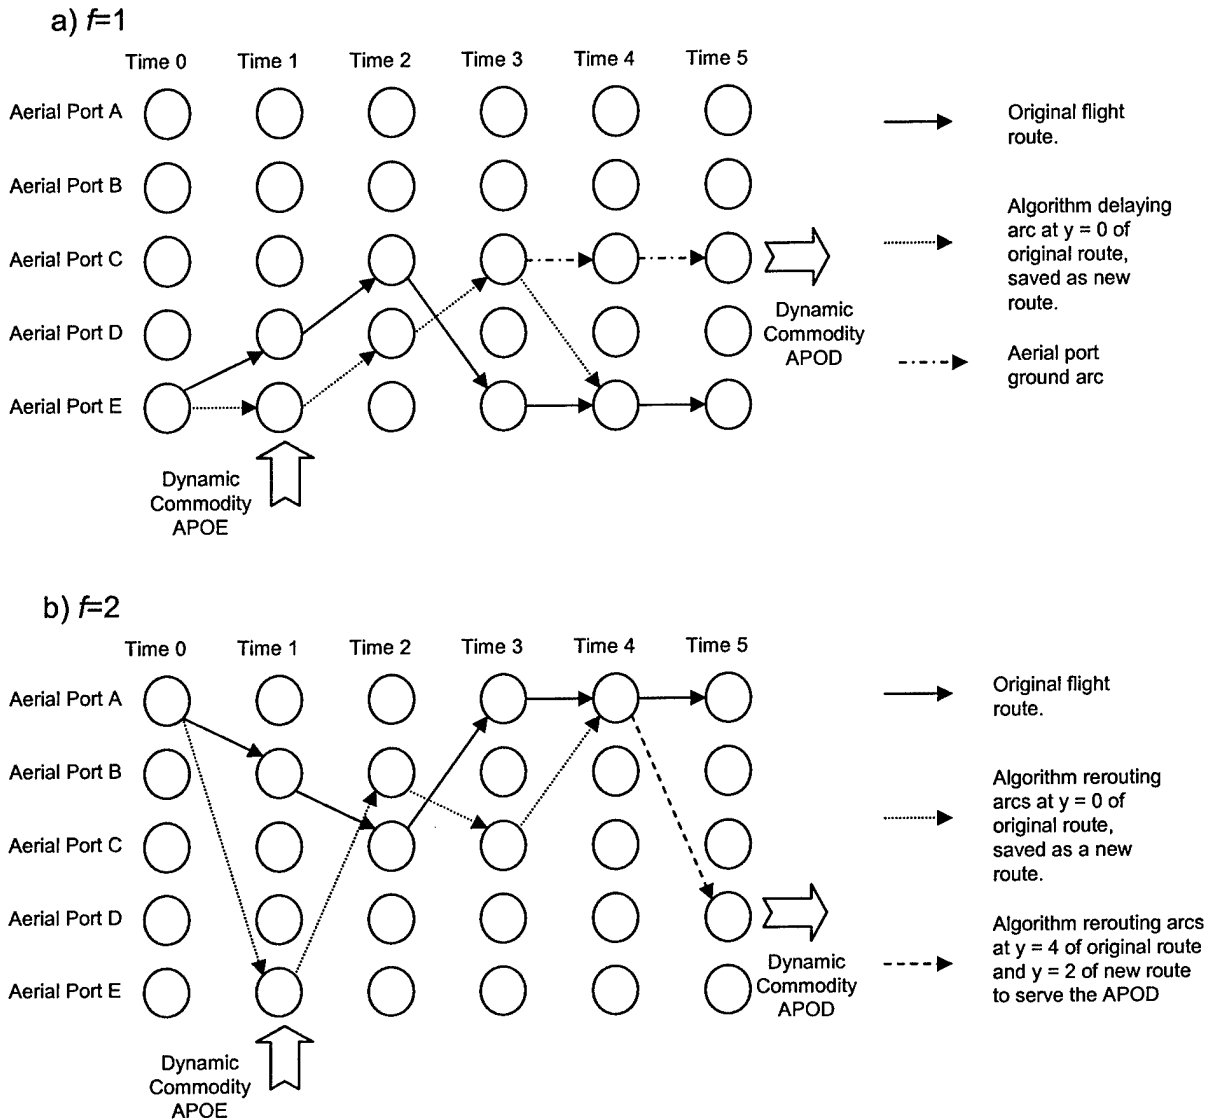 a) f=1
Time 0 Time 1 Time 2 Time 3 Time 4 Time 5
Aerial Port A
Aerial Port B
Aerial Port C
Aerial Port D
Aerial Port E
Dynamic
Commodity
APOE
Dynamic
Commodity
APOD
Original flight
route.
Algorithm delaying
arc at y = 0 of
original route,
saved as new
route.
Aerial port
ground arc
b) f=2
Time 0 Time 1 Time 2 Time 3 Time 4 Time 5
Aerial Port A
Aerial Port B
Aerial Port C
Aerial Port D
Aerial Port E
Dynamic
Commodity
APOE
Dynamic
Commodity
APOD
Original flight
route.
Algorithm rerouting
arcs at y = 0 of
original route,
saved as a new
route.
Algorithm rerouting arcs
at y = 4 of original route
and y = 2 of new route
to serve the APOD